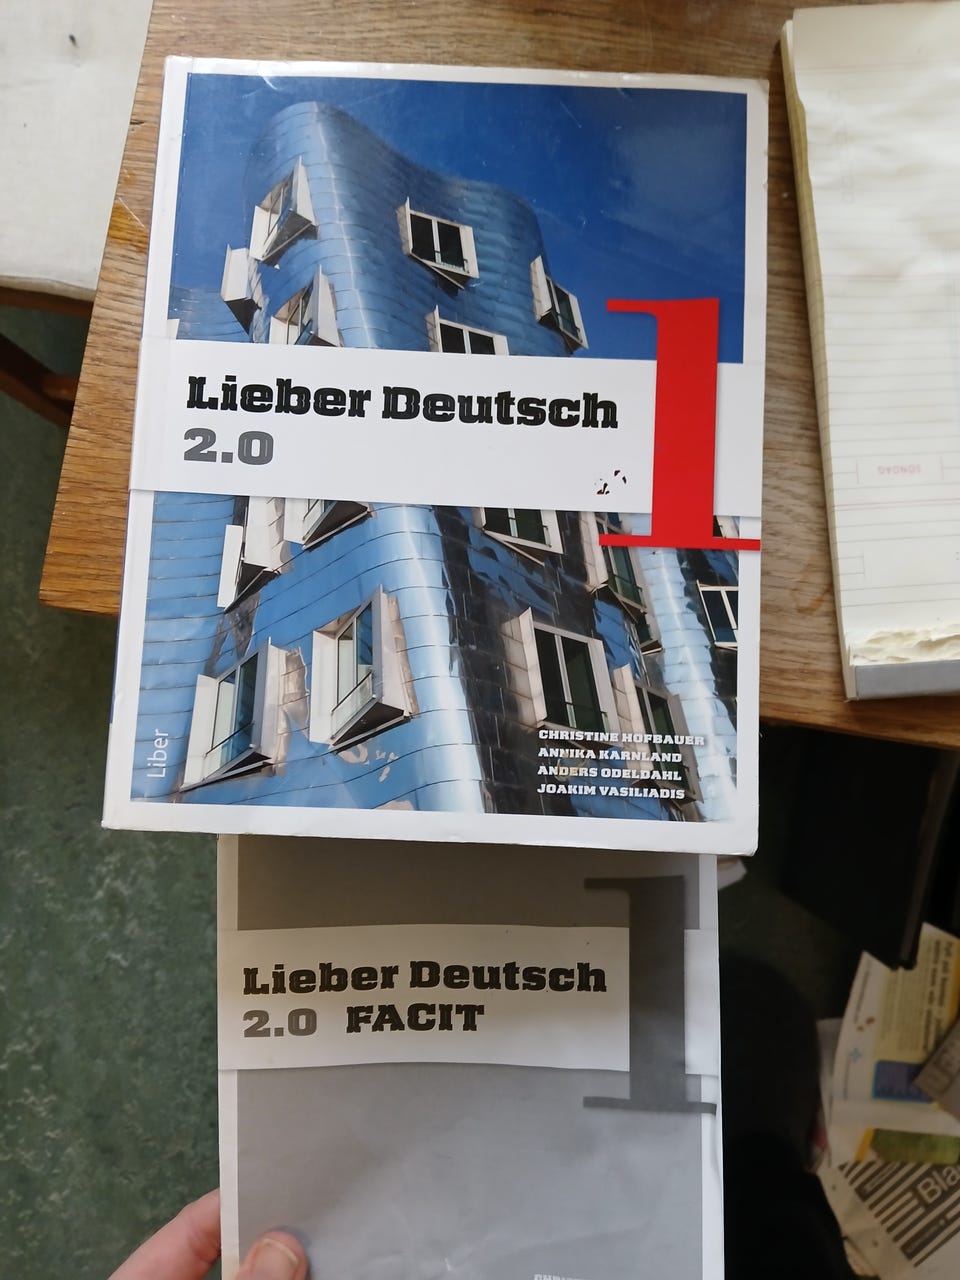 Lieber Deutsch
2.0
1
CHRISTINE HOFBAUER
ANNIKA KARNLAND
ANDERS ODELDAHL
JOAKIM VASILIADIS
Liber
Lieber Deutsch
2.0 FACIT
1
SÖNDAG
Bla